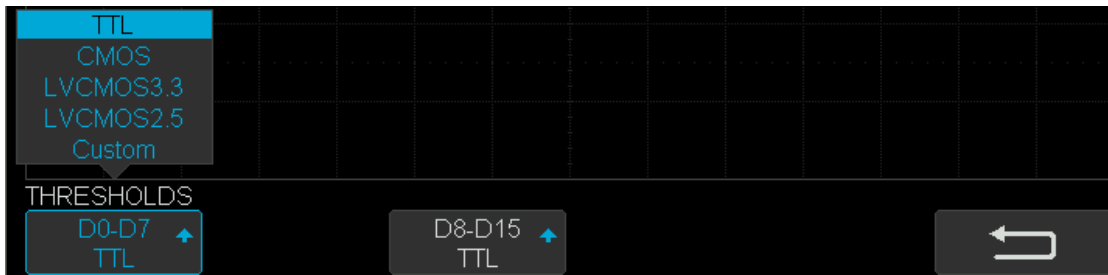 TTL
CMOS
LVCMOS3.3
LVCMOS2.5
Custom
THRESHOLDS
D0-D7
TTL
D8-D15
TTL